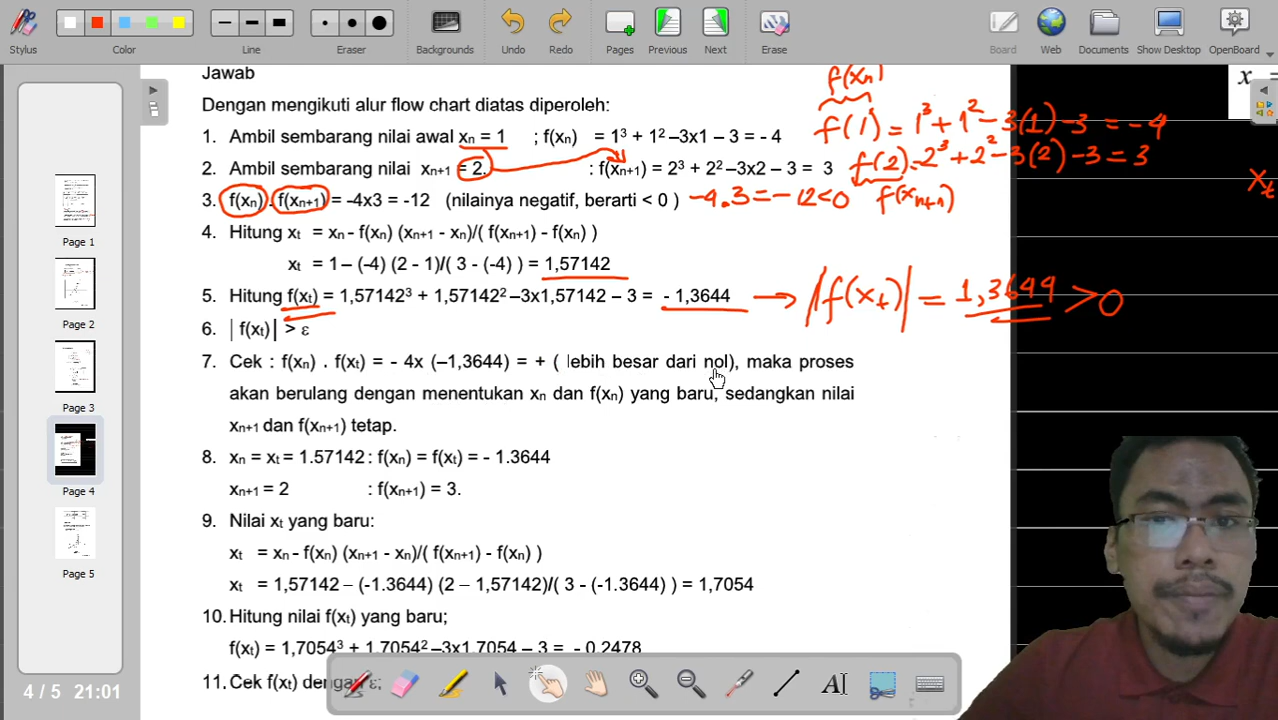 Stylus Color Line Eraser Backgrounds Undo Redo Pages Previous Next Erase Board Web Documents Show Desktop OpenBoard
Jawab
f(xn)
Dengan mengikuti alur flow chart diatas diperoleh:
1. Ambil sembarang nilai awal xn = 1 ; f(xn) = 1³ + 1² –3x1 – 3 = - 4
f(1) = 1³ + 1² - 3(1) - 3 = -4
2. Ambil sembarang nilai xn+1 = 2. : f(xn+1) = 2³ + 2² –3x2 – 3 = 3
f(2) = 2³ + 2² - 3(2) - 3 = 3
3. f(xn) . f(xn+1) = -4x3 = -12 (nilainya negatif, berarti < 0 )
-4.3 = -12 < 0 f(xn+n)
4. Hitung xt = xn - f(xn) (xn+1 - xn)/( f(xn+1) - f(xn) )
xt = 1 – (-4) (2 - 1)/( 3 - (-4) ) = 1,57142
5. Hitung f(xt) = 1,57142³ + 1,57142² –3x1,57142 – 3 = - 1,3644
→ |f(xt)| = 1,3644 > 0
6. | f(xt) | > ε
7. Cek : f(xn) . f(xt) = - 4x (–1,3644) = + ( lebih besar dari nol), maka proses
akan berulang dengan menentukan xn dan f(xn) yang baru, sedangkan nilai
xn+1 dan f(xn+1) tetap.
8. xn = xt = 1.57142 : f(xn) = f(xt) = - 1.3644
xn+1 = 2 : f(xn+1) = 3.
9. Nilai xt yang baru:
xt = xn - f(xn) (xn+1 - xn)/( f(xn+1) - f(xn) )
xt = 1,57142 – (-1.3644) (2 – 1,57142)/( 3 - (-1.3644) ) = 1,7054
10. Hitung nilai f(xt) yang baru;
f(xt) = 1,7054³ + 1,7054² –3x1,7054 – 3 = - 0,2478
11. Cek f(xt) dengan ε;
x =
xt
Page 1
Page 2
Page 3
Page 4
Page 5
4 / 5 21:01